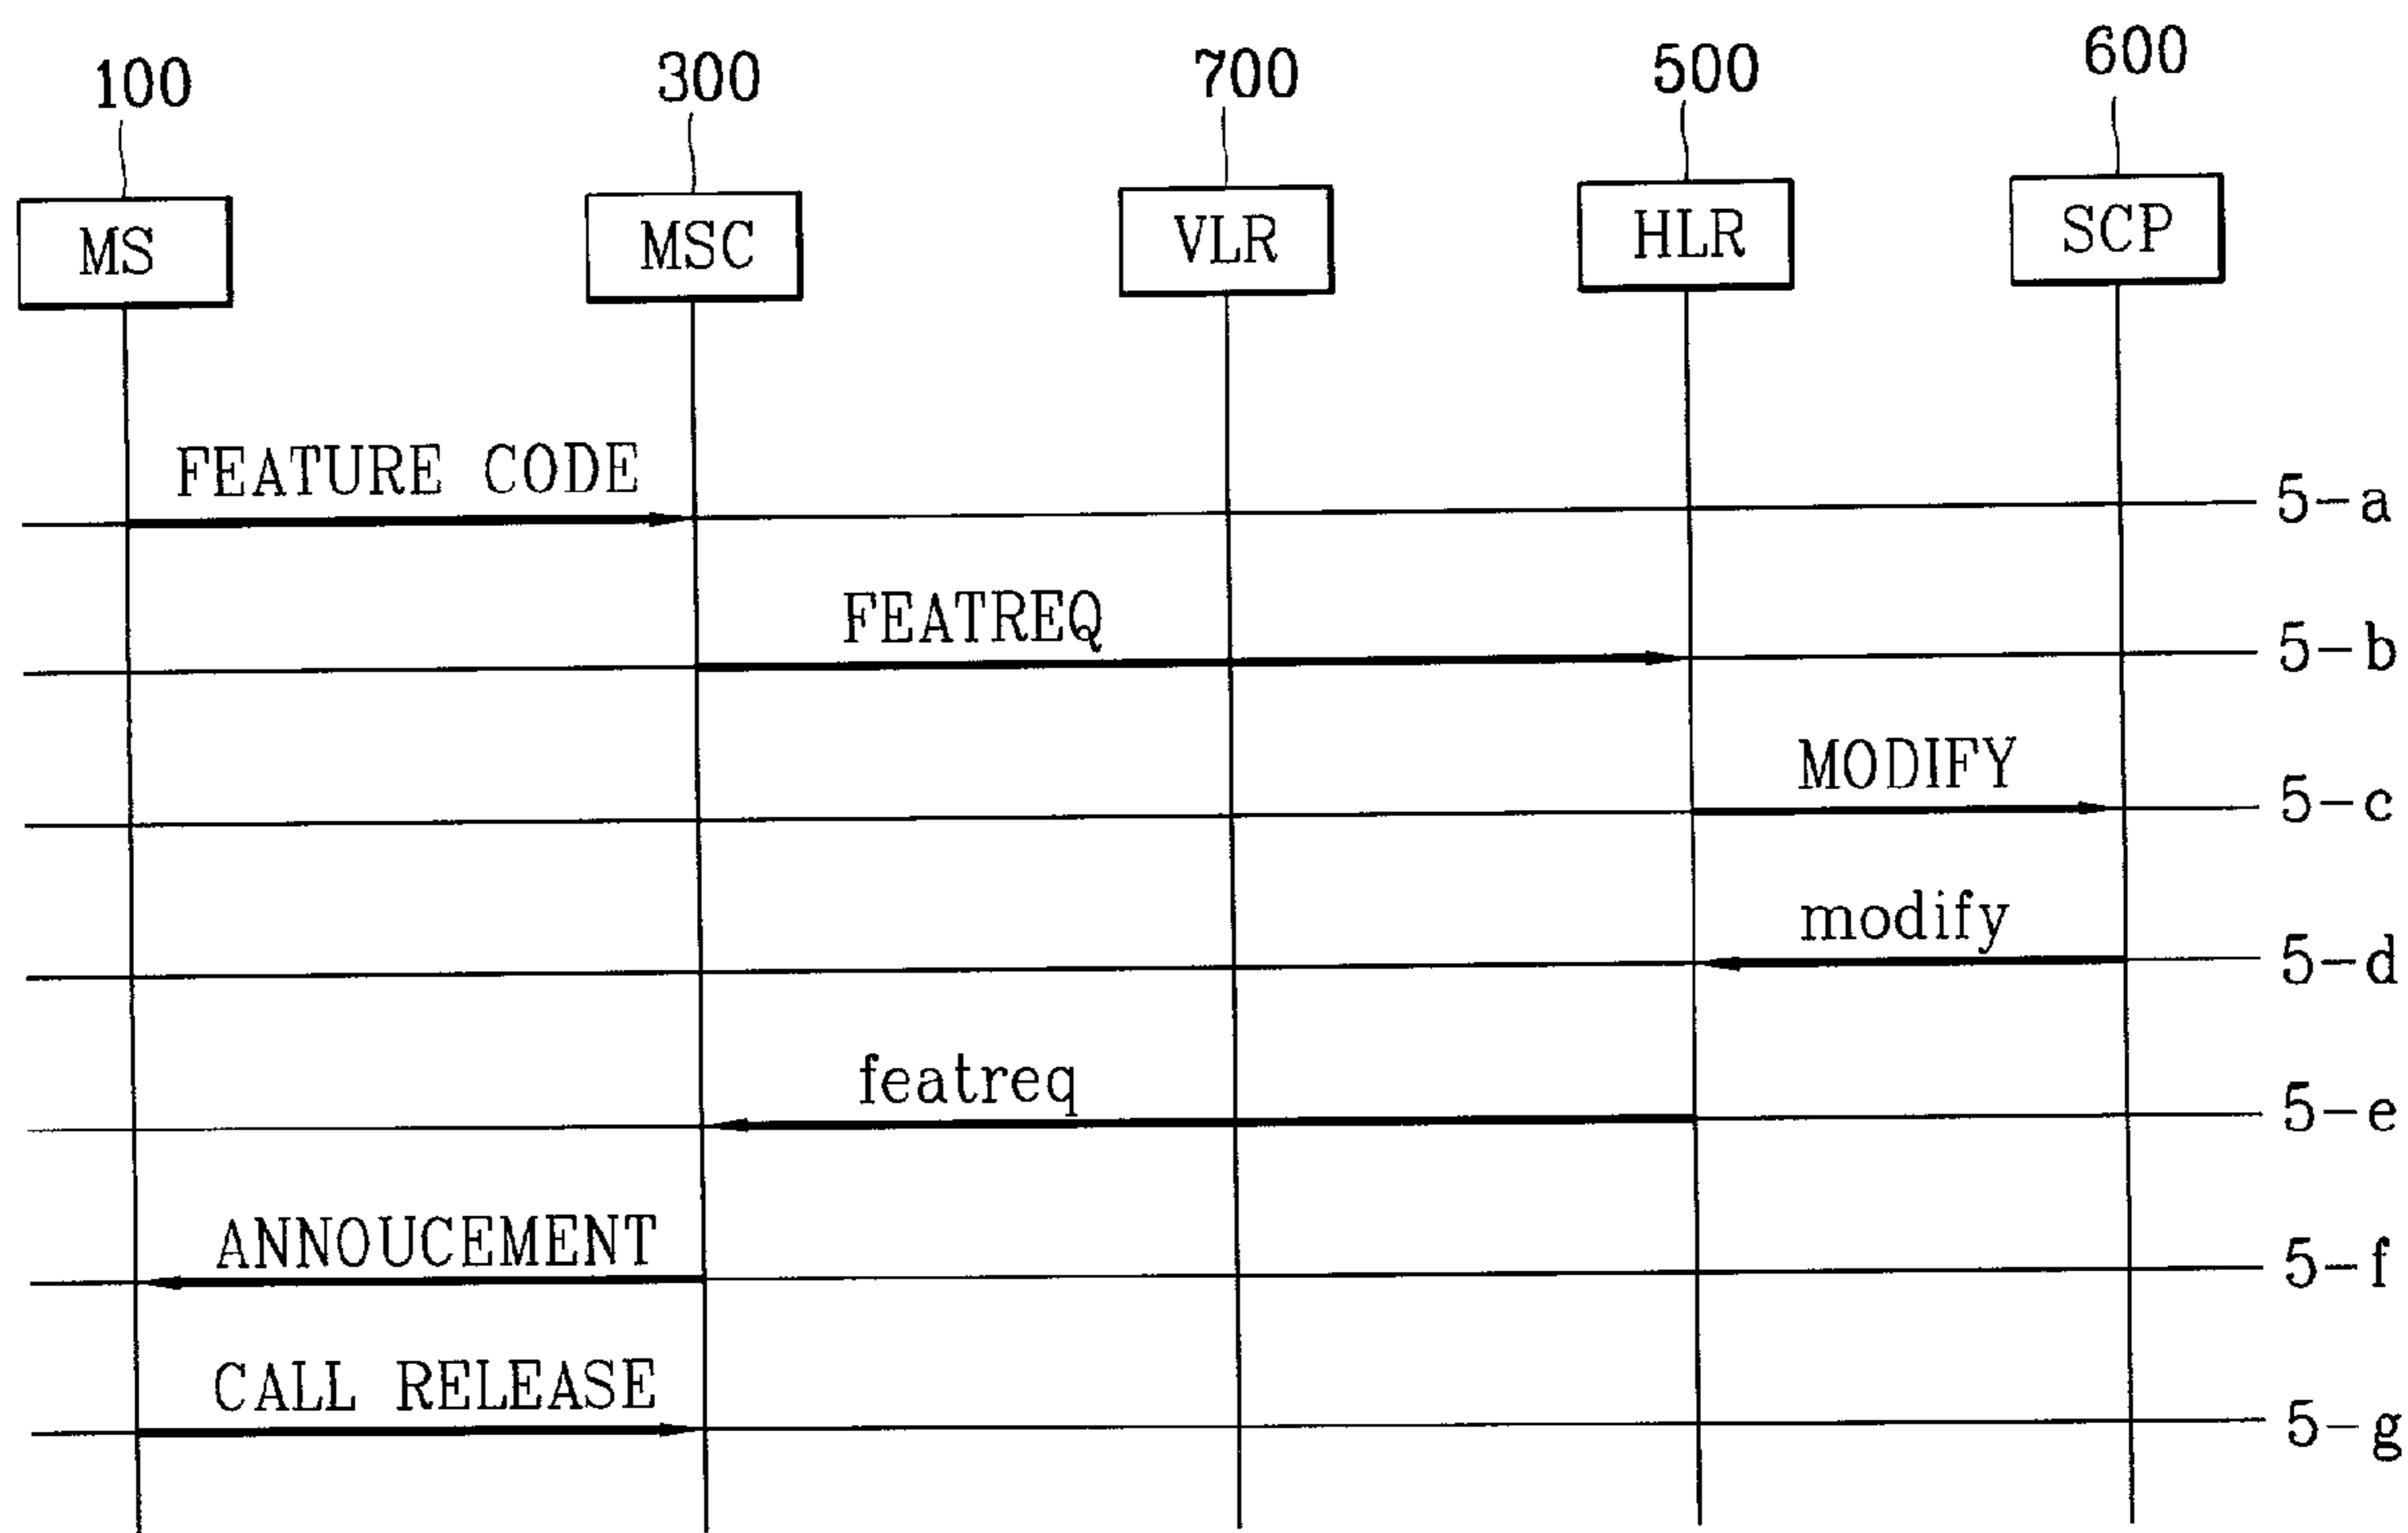 100 300 700 500 600
MS MSC VLR HLR SCP
FEATURE CODE 5-a
FEATREQ 5-b
MODIFY 5-c
modify 5-d
featreq 5-e
ANNOUCEMENT 5-f
CALL RELEASE 5-g